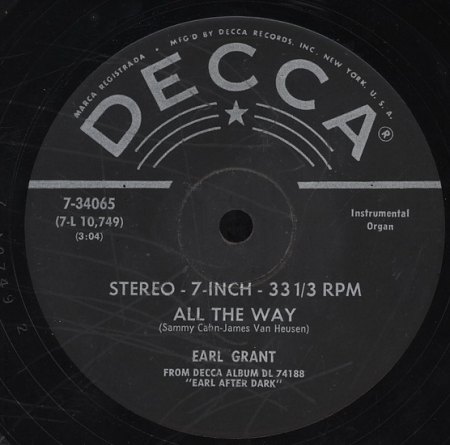 MARCA REGISTRADA • MFG'D BY DECCA RECORDS, INC., NEW YORK, U.S.A.
DECCA®
7-34065
(7-L 10,749)
(3:04)
Instrumental
Organ
STEREO - 7-INCH - 33 1/3 RPM
ALL THE WAY
(Sammy Cahn-James Van Heusen)
EARL GRANT
FROM DECCA ALBUM DL 74188
"EARL AFTER DARK"